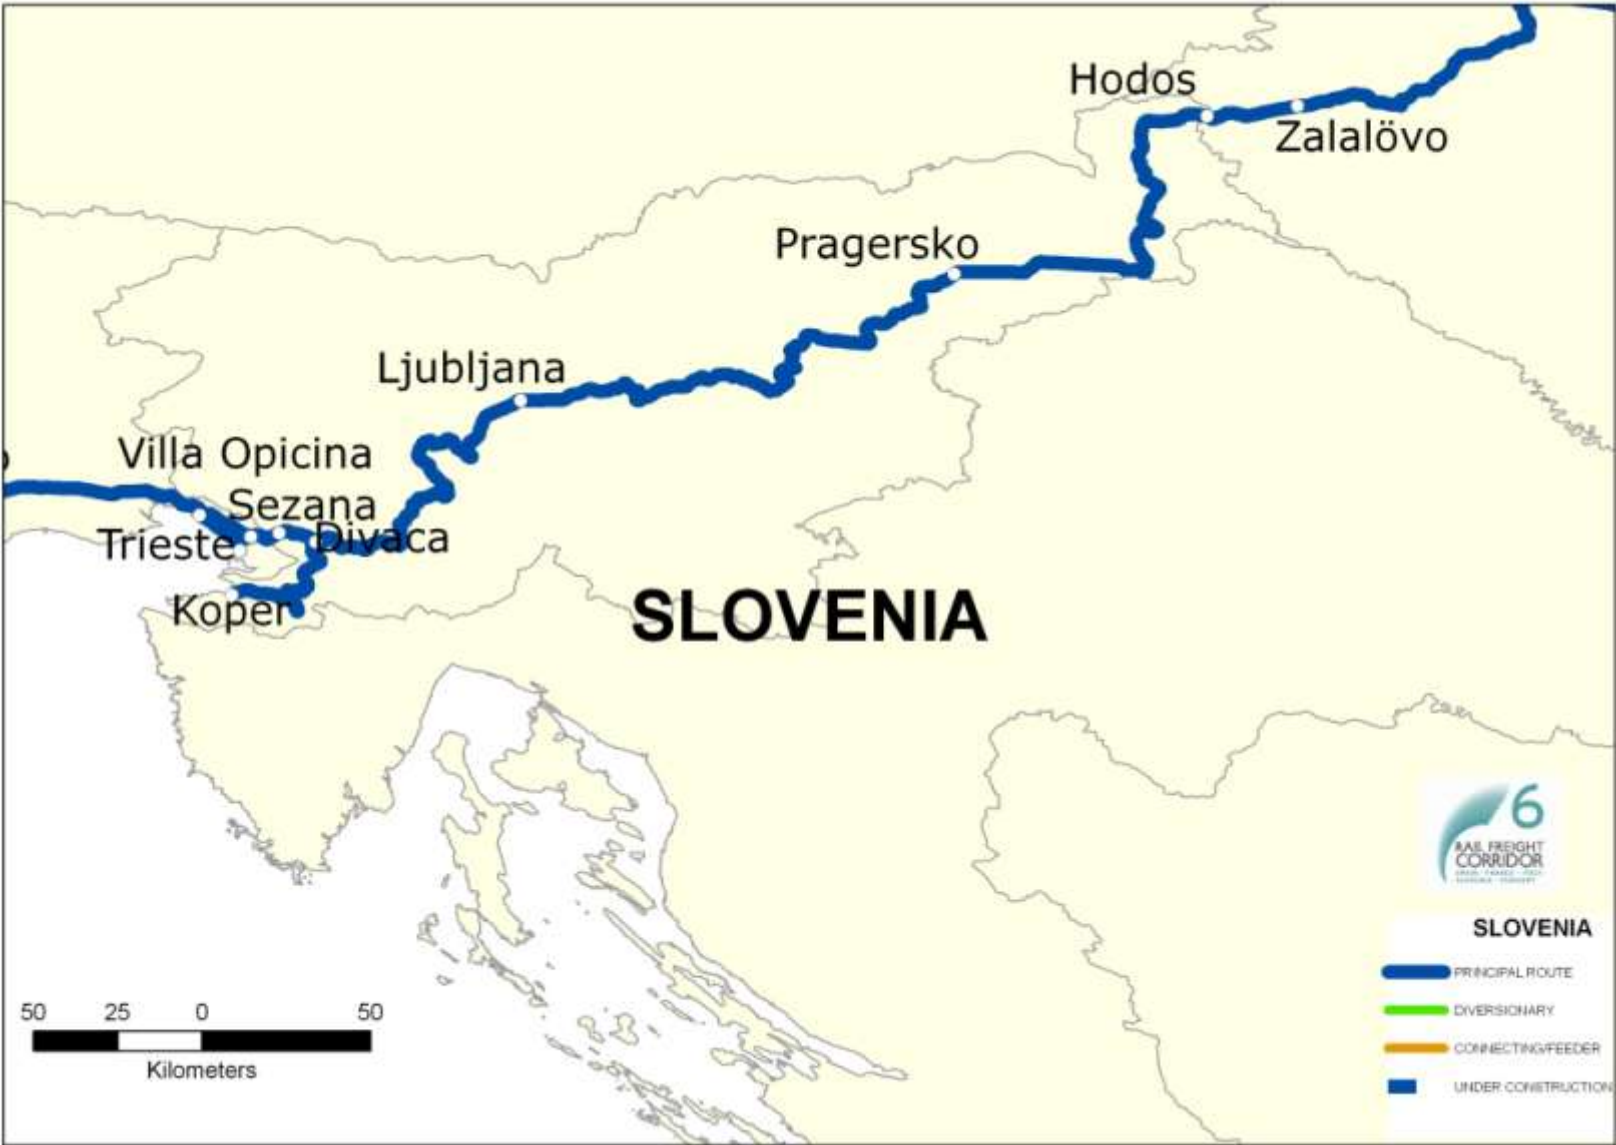 Hodos
Zalalövo
Pragersko
Ljubljana
Villa Opicina
Sezana
Trieste
Divaca
Koper
SLOVENIA
6
RAIL FREIGHT
CORRIDOR
SLOVENIA
PRINCIPAL ROUTE
DIVERSIONARY
CONNECTING/FEEDER
UNDER CONSTRUCTION
50 25 0 50
Kilometers